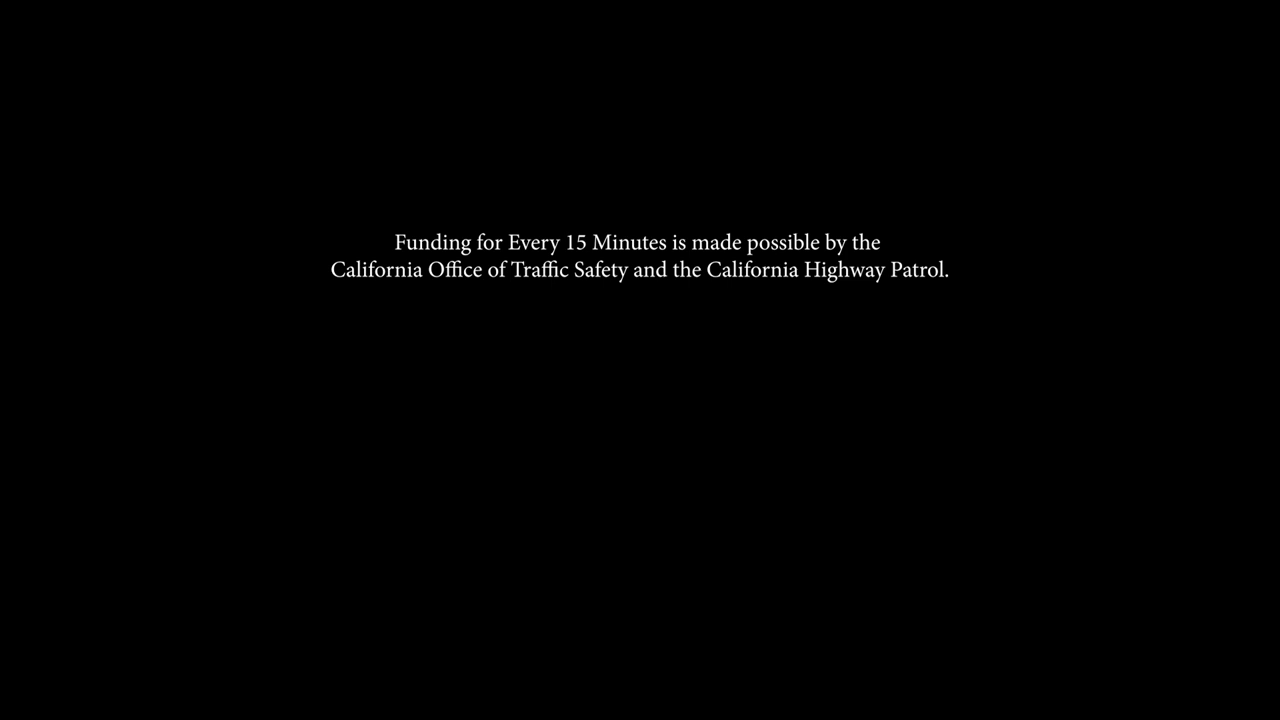 Funding for Every 15 Minutes is made possible by the
California Office of Traffic Safety and the California Highway Patrol.